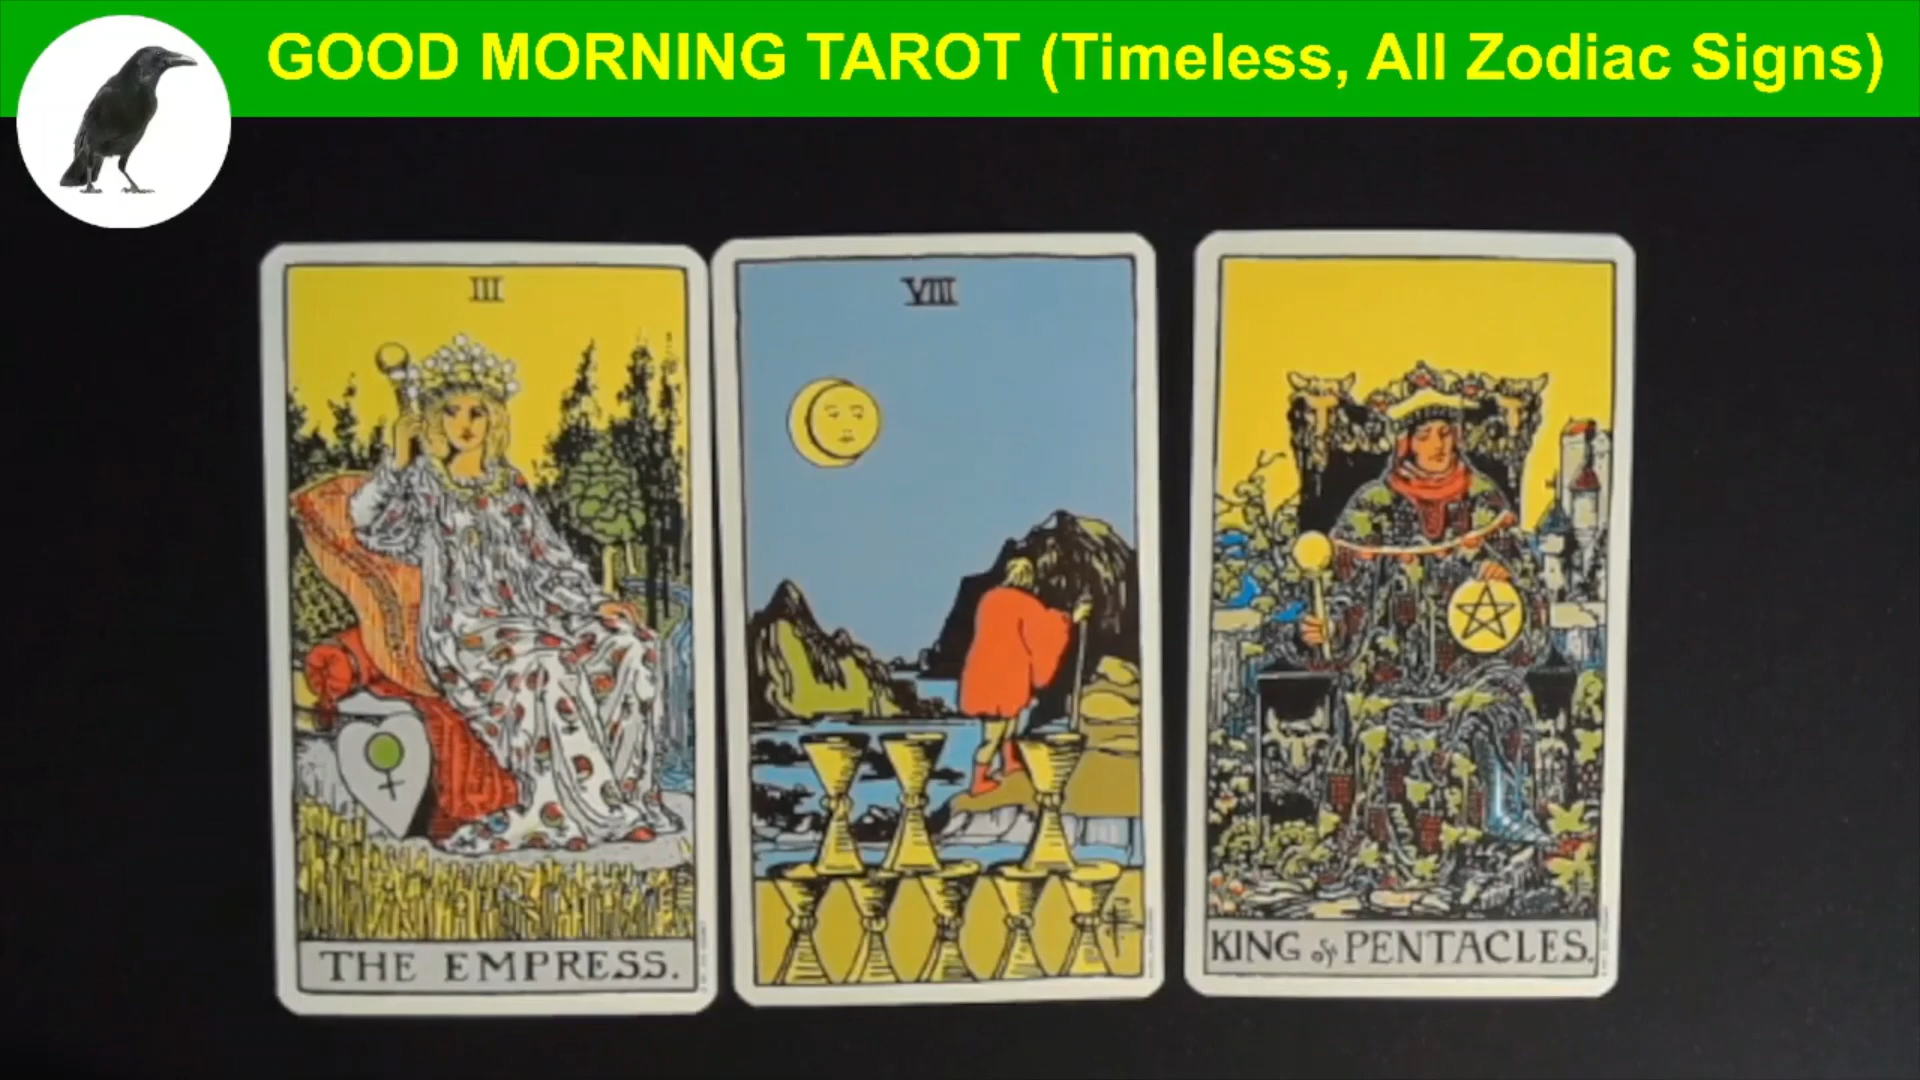 GOOD MORNING TAROT (Timeless, All Zodiac Signs)
III
VIII
THE EMPRESS.
KING of PENTACLES.